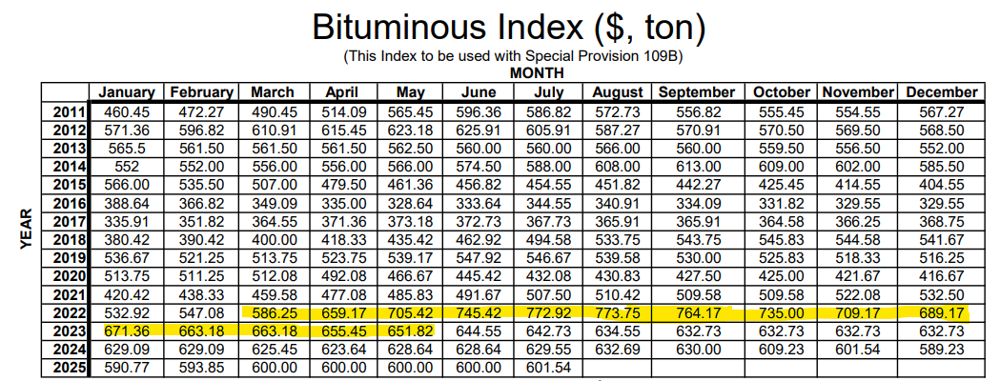 Bituminous Index ($, ton)
(This Index to be used with Special Provision 109B)
MONTH
January February March April May June July August September October November December
YEAR
2011 460.45 472.27 490.45 514.09 565.45 596.36 586.82 572.73 556.82 555.45 554.55 567.27
2012 571.36 596.82 610.91 615.45 623.18 625.91 605.91 587.27 570.91 570.50 569.50 568.50
2013 565.5 561.50 561.50 561.50 562.50 560.00 560.00 566.00 560.00 559.50 556.50 552.00
2014 552 552.00 556.00 556.00 566.00 574.50 588.00 608.00 613.00 609.00 602.00 585.50
2015 566.00 535.50 507.00 479.50 461.36 456.82 454.55 451.82 442.27 425.45 414.55 404.55
2016 388.64 366.82 349.09 335.00 328.64 333.64 344.55 340.91 334.09 331.82 329.55 329.55
2017 335.91 351.82 364.55 371.36 373.18 372.73 367.73 365.91 365.91 364.58 366.25 368.75
2018 380.42 390.42 400.00 418.33 435.42 462.92 494.58 533.75 543.75 545.83 544.58 541.67
2019 536.67 521.25 513.75 523.75 539.17 547.92 546.67 539.58 530.00 525.83 518.33 516.25
2020 513.75 511.25 512.08 492.08 466.67 445.42 432.08 430.83 427.50 425.00 421.67 416.67
2021 420.42 438.33 459.58 477.08 485.83 491.67 507.50 510.42 509.58 509.58 522.08 532.50
2022 532.92 547.08 586.25 659.17 705.42 745.42 772.92 773.75 764.17 735.00 709.17 689.17
2023 671.36 663.18 663.18 655.45 651.82 644.55 642.73 634.55 632.73 632.73 632.73 632.73
2024 629.09 629.09 625.45 623.64 628.64 628.64 629.55 632.69 630.00 609.23 601.54 589.23
2025 590.77 593.85 600.00 600.00 600.00 600.00 601.54